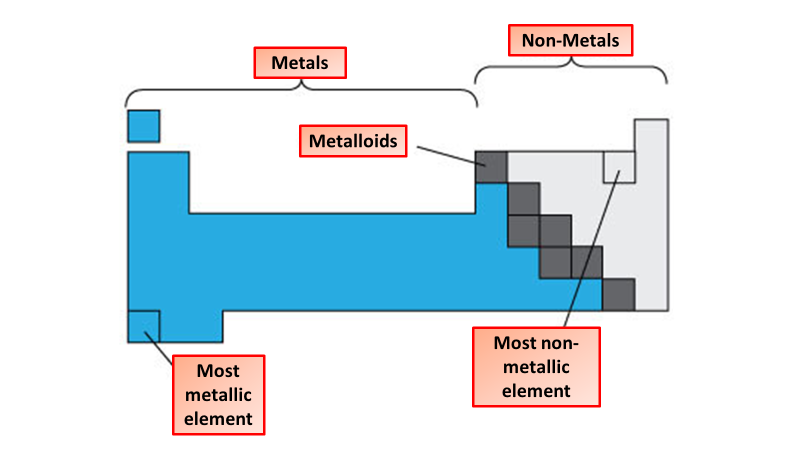 Non-Metals
Metals
Metalloids
Most non-
metallic
element
Most
metallic
element